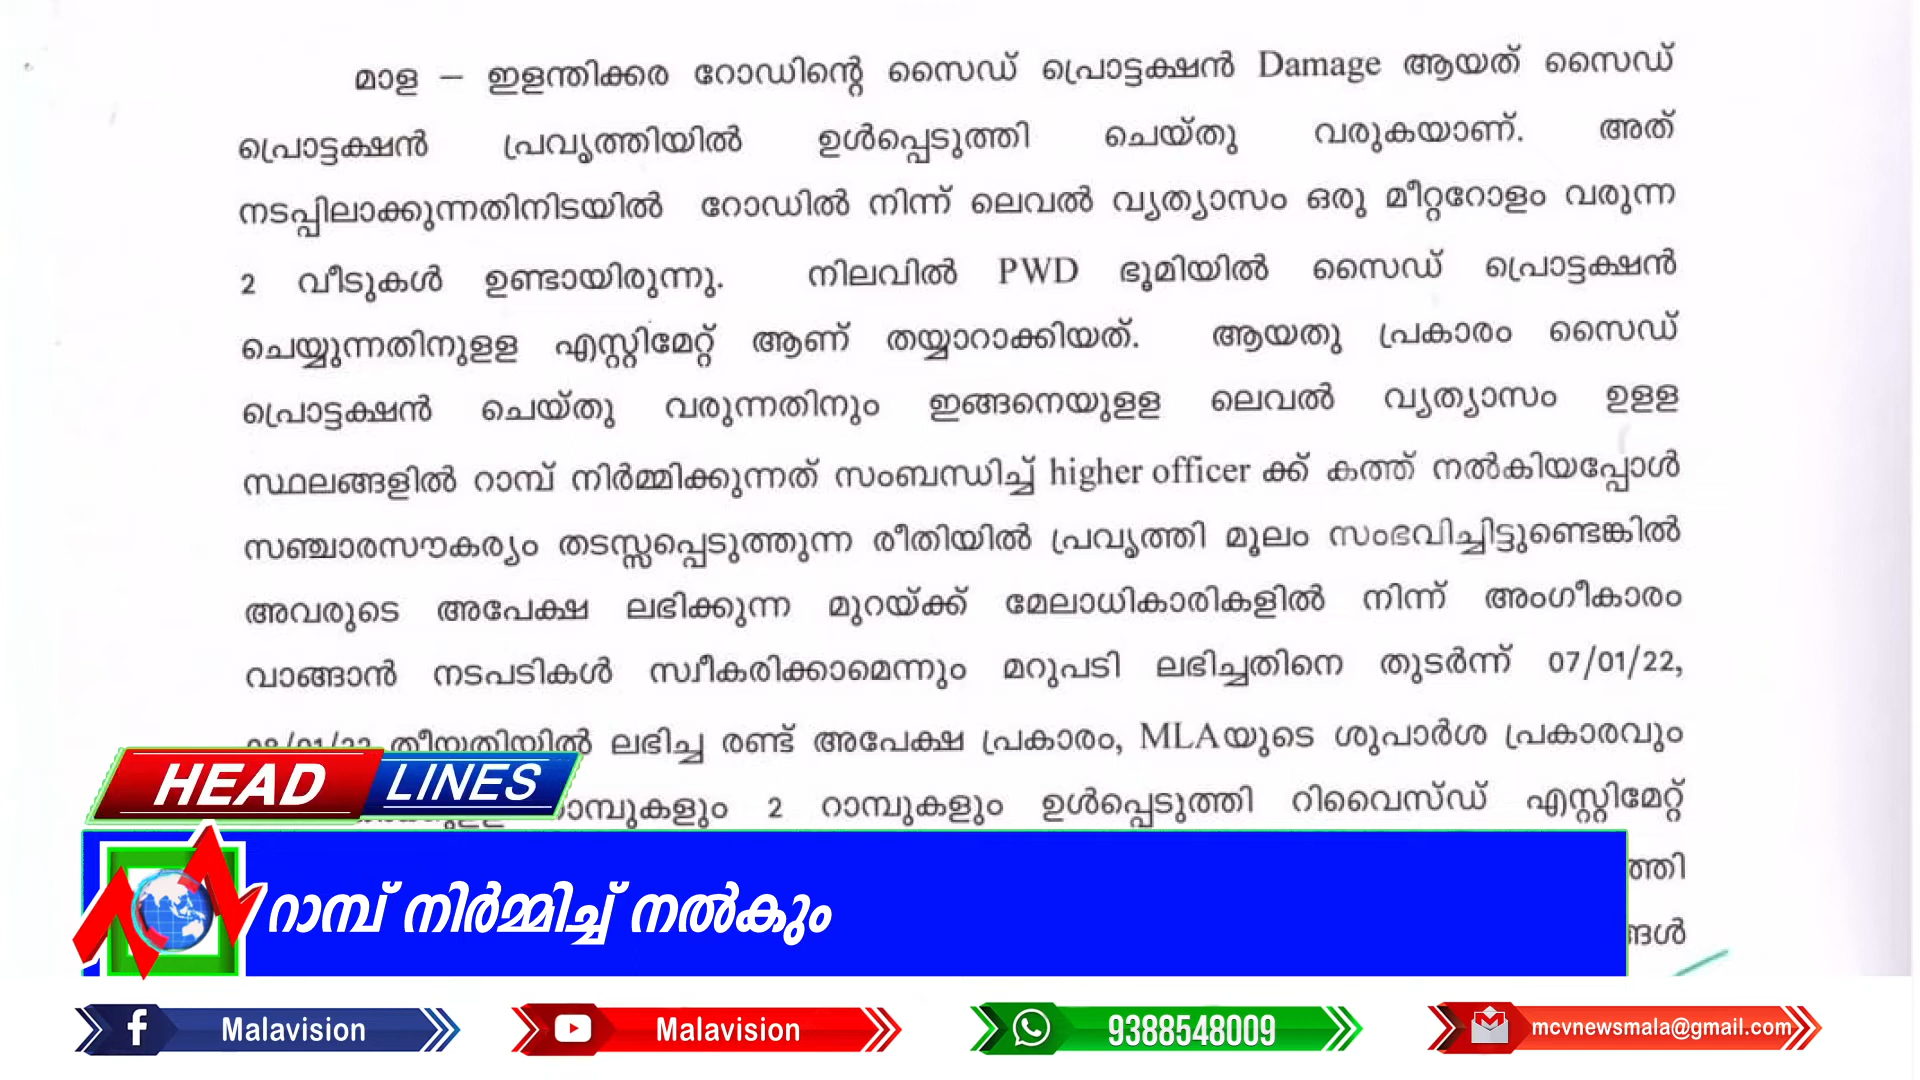 മാള – ഇളന്തിക്കര റോഡിന്റെ സൈഡ് പ്രൊട്ടക്ഷൻ Damage ആയത് സൈഡ്
പ്രൊട്ടക്ഷൻ പ്രവൃത്തിയിൽ ഉൾപ്പെടുത്തി ചെയ്തു വരുകയാണ്. അത്
നടപ്പിലാക്കുന്നതിനിടയിൽ റോഡിൽ നിന്ന് ലെവൽ വ്യത്യാസം ഒരു മീറ്ററോളം വരുന്ന
2 വീടുകൾ ഉണ്ടായിരുന്നു. നിലവിൽ PWD ഭൂമിയിൽ സൈഡ് പ്രൊട്ടക്ഷൻ
ചെയ്യുന്നതിനുളള എസ്റ്റിമേറ്റ് ആണ് തയ്യാറാക്കിയത്. ആയതു പ്രകാരം സൈഡ്
പ്രൊട്ടക്ഷൻ ചെയ്തു വരുന്നതിനും ഇങ്ങനെയുളള ലെവൽ വ്യത്യാസം ഉളള
സ്ഥലങ്ങളിൽ റാമ്പ് നിർമ്മിക്കുന്നത് സംബന്ധിച്ച് higher officer ക്ക് കത്ത് നൽകിയപ്പോൾ
സഞ്ചാരസൗകര്യം തടസ്സപ്പെടുത്തുന്ന രീതിയിൽ പ്രവൃത്തി മൂലം സംഭവിച്ചിട്ടുണ്ടെങ്കിൽ
അവരുടെ അപേക്ഷ ലഭിക്കുന്ന മുറയ്ക്ക് മേലാധികാരികളിൽ നിന്ന് അംഗീകാരം
വാങ്ങാൻ നടപടികൾ സ്വീകരിക്കാമെന്നും മറുപടി ലഭിച്ചതിനെ തുടർന്ന് 07/01/22,
തീയതിയിൽ ലഭിച്ച രണ്ട് അപേക്ഷ പ്രകാരം, MLAയുടെ ശുപാർശ പ്രകാരവും
2 റാമ്പുകളും ഉൾപ്പെടുത്തി റിവൈസ്ഡ് എസ്റ്റിമേറ്റ്
HEAD LINES
റാമ്പ് നിർമ്മിച്ച് നൽകും
Malavision Malavision 9388548009 mcvnewsmala@gmail.com